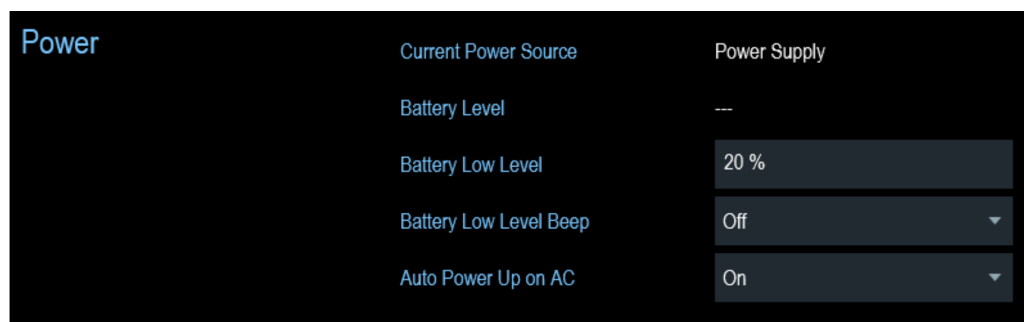 Power
Current Power Source Power Supply
Battery Level ---
Battery Low Level 20 %
Battery Low Level Beep Off
Auto Power Up on AC On